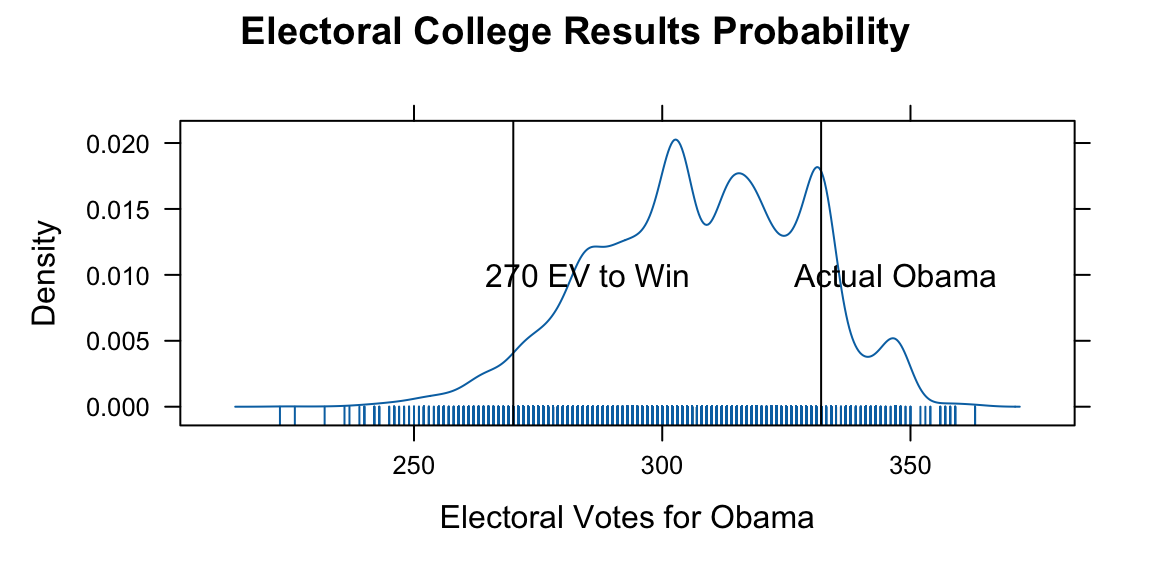 Electoral College Results Probability
0.020
0.015
0.010
0.005
0.000
Density
270 EV to Win
Actual Obama
250
300
350
Electoral Votes for Obama